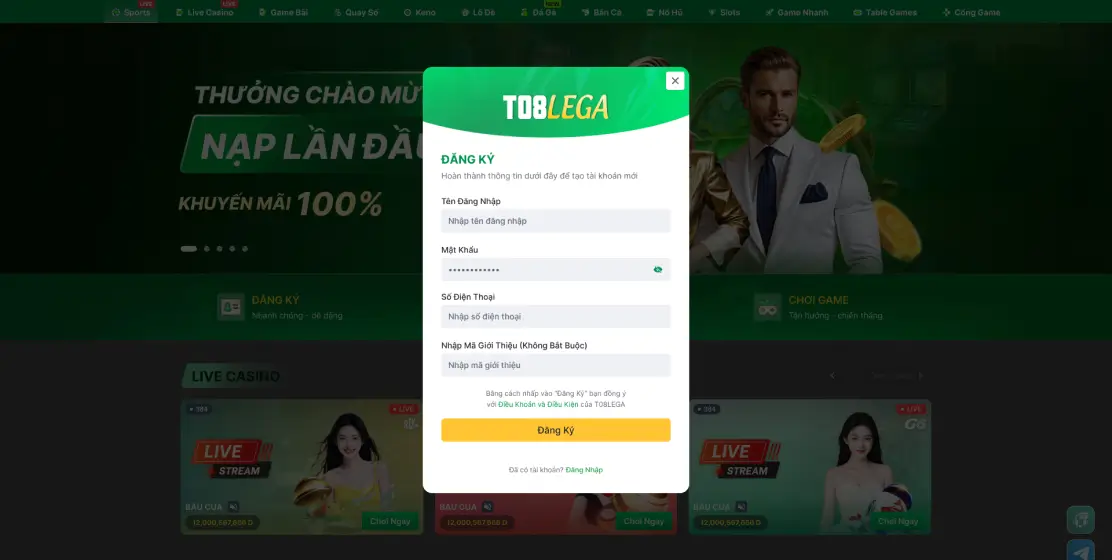 Sports
LIVE
Live Casino
LIVE
Game Bài
Quay Số
Keno
Lô Đề
Đá Gà
NEW
Bắn Cá
Nổ Hũ
Slots
Game Nhanh
Table Games
Cổng Game
THƯỞNG CHÀO MỪ
NẠP LẦN ĐẦU
KHUYẾN MÃI 100%
T08LEGA
ĐĂNG KÝ
Hoàn thành thông tin dưới đây để tạo tài khoản mới
Tên Đăng Nhập
Nhập tên đăng nhập
Mật Khẩu
************
Số Điện Thoại
Nhập số điện thoại
Nhập Mã Giới Thiệu (Không Bắt Buộc)
Nhập mã giới thiệu
Bằng cách nhấp vào "Đăng Ký" bạn đồng ý
với Điều Khoản và Điều Kiện của T08LEGA
Đăng Ký
Đã có tài khoản? Đăng Nhập
ĐĂNG KÝ
Nhanh chóng - dễ dàng
CHƠI GAME
Tận hưởng - chiến thắng
LIVE CASINO
384
LIVE
LIVE
STREAM
BẦU CUA
12,000,567,656 D
Chơi Ngay
12,000,567,656 D
Chơi Ngay
384
LIVE
LIVE
STREAM
BẦU CUA
12,000,567,656 D
Chơi Ngay